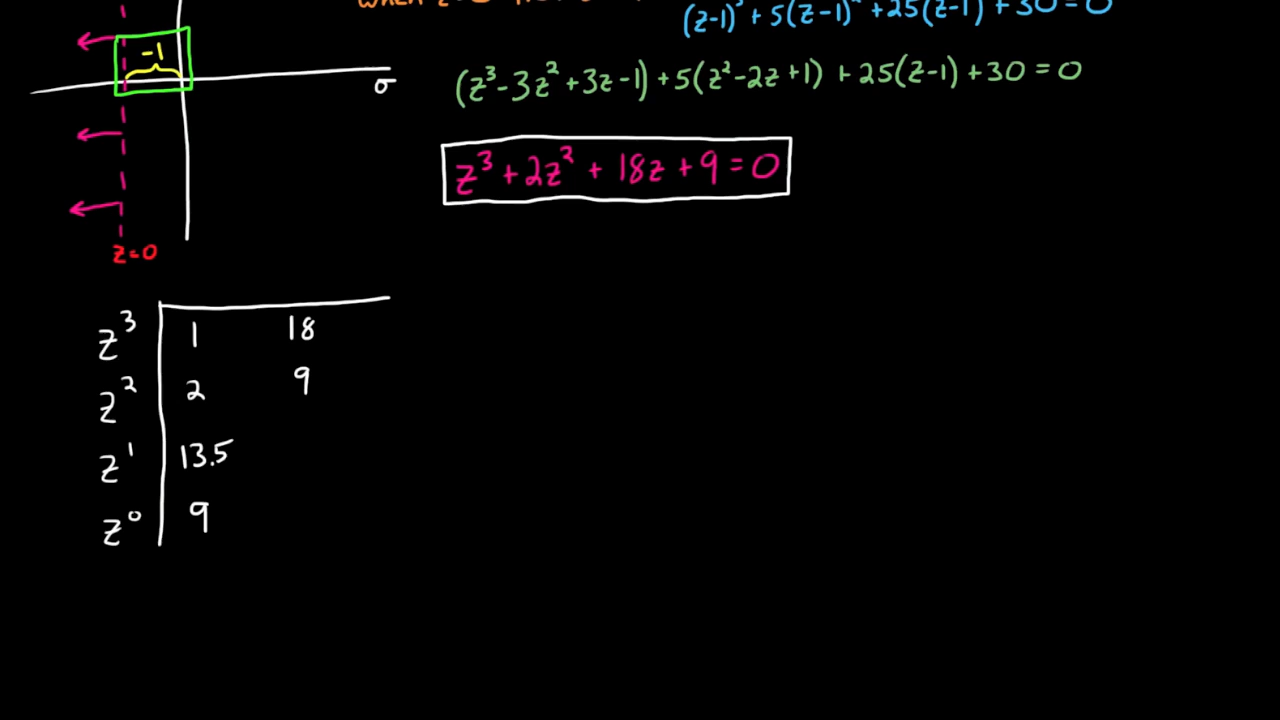 (z-1)³ + 5(z-1)² + 25(z-1) + 30 = 0
-1
σ
(z³ - 3z² + 3z - 1) + 5(z² - 2z + 1) + 25(z-1) + 30 = 0
z³ + 2z² + 18z + 9 = 0
z=0
z³ 1 18
z² 2 9
z¹ 13.5
z⁰ 9